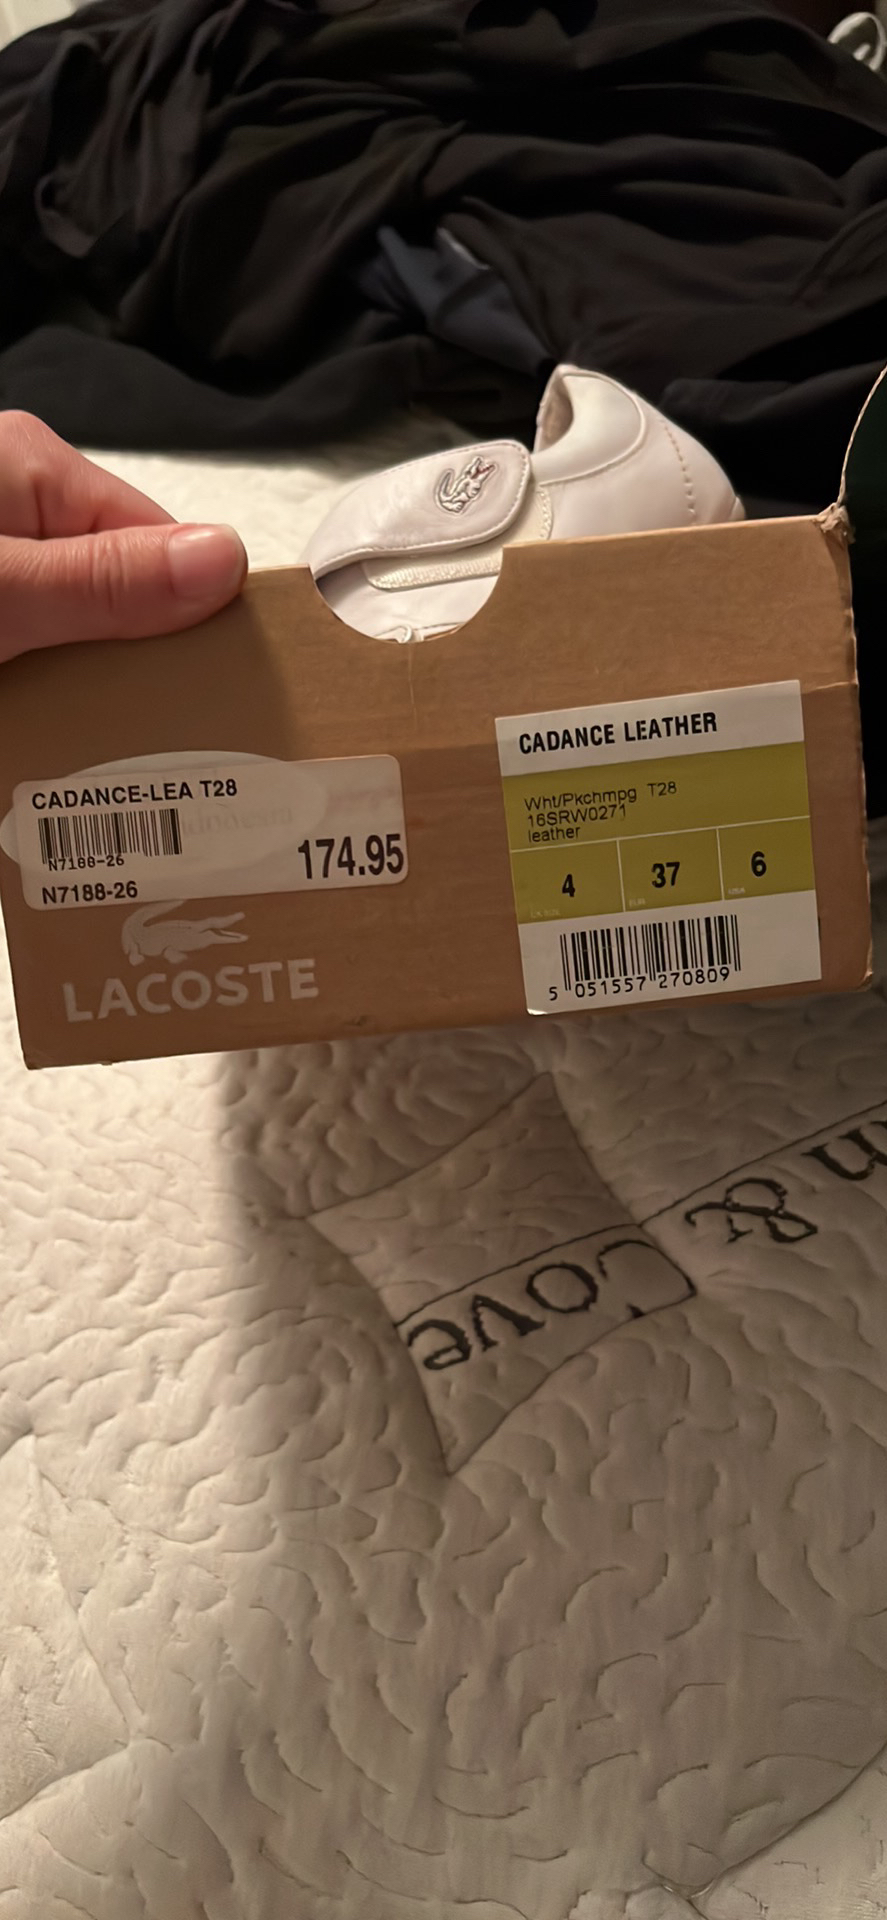 CADANCE-LEA T28
N7188-26
N7188-26
174.95
LACOSTE
CADANCE LEATHER
Wht/Pkchmpg T28
16SRW0271
leather
4
37
6
EUR
5 051557 270809
&
Cove